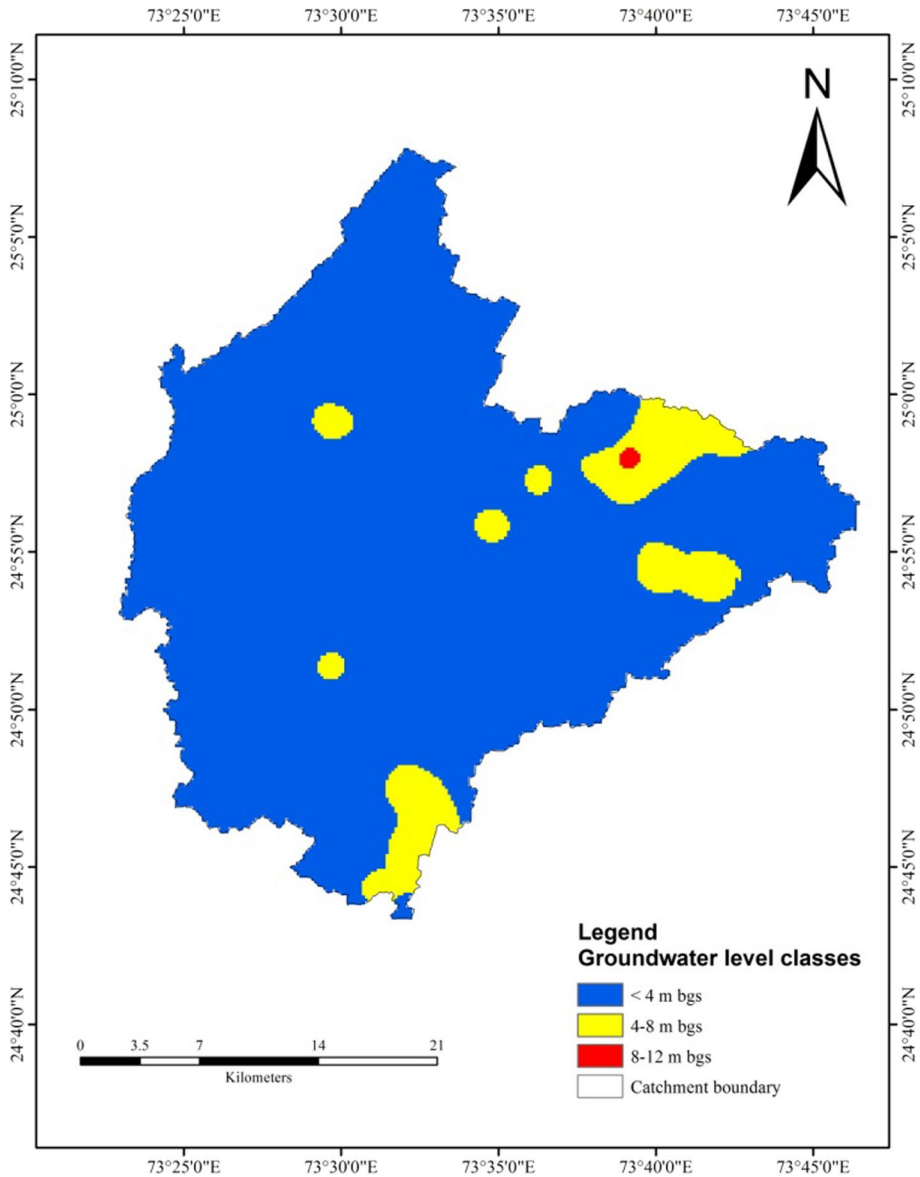 73°25'0"E 73°30'0"E 73°35'0"E 73°40'0"E 73°45'0"E
N
25°10'0"N 25°10'0"N
25°5'0"N 25°5'0"N
25°0'0"N 25°0'0"N
24°55'0"N 24°55'0"N
24°50'0"N 24°50'0"N
24°45'0"N 24°45'0"N
24°40'0"N 24°40'0"N
Legend
Groundwater level classes
< 4 m bgs
4-8 m bgs
8-12 m bgs
Catchment boundary
0 3.5 7 14 21
Kilometers
73°25'0"E 73°30'0"E 73°35'0"E 73°40'0"E 73°45'0"E